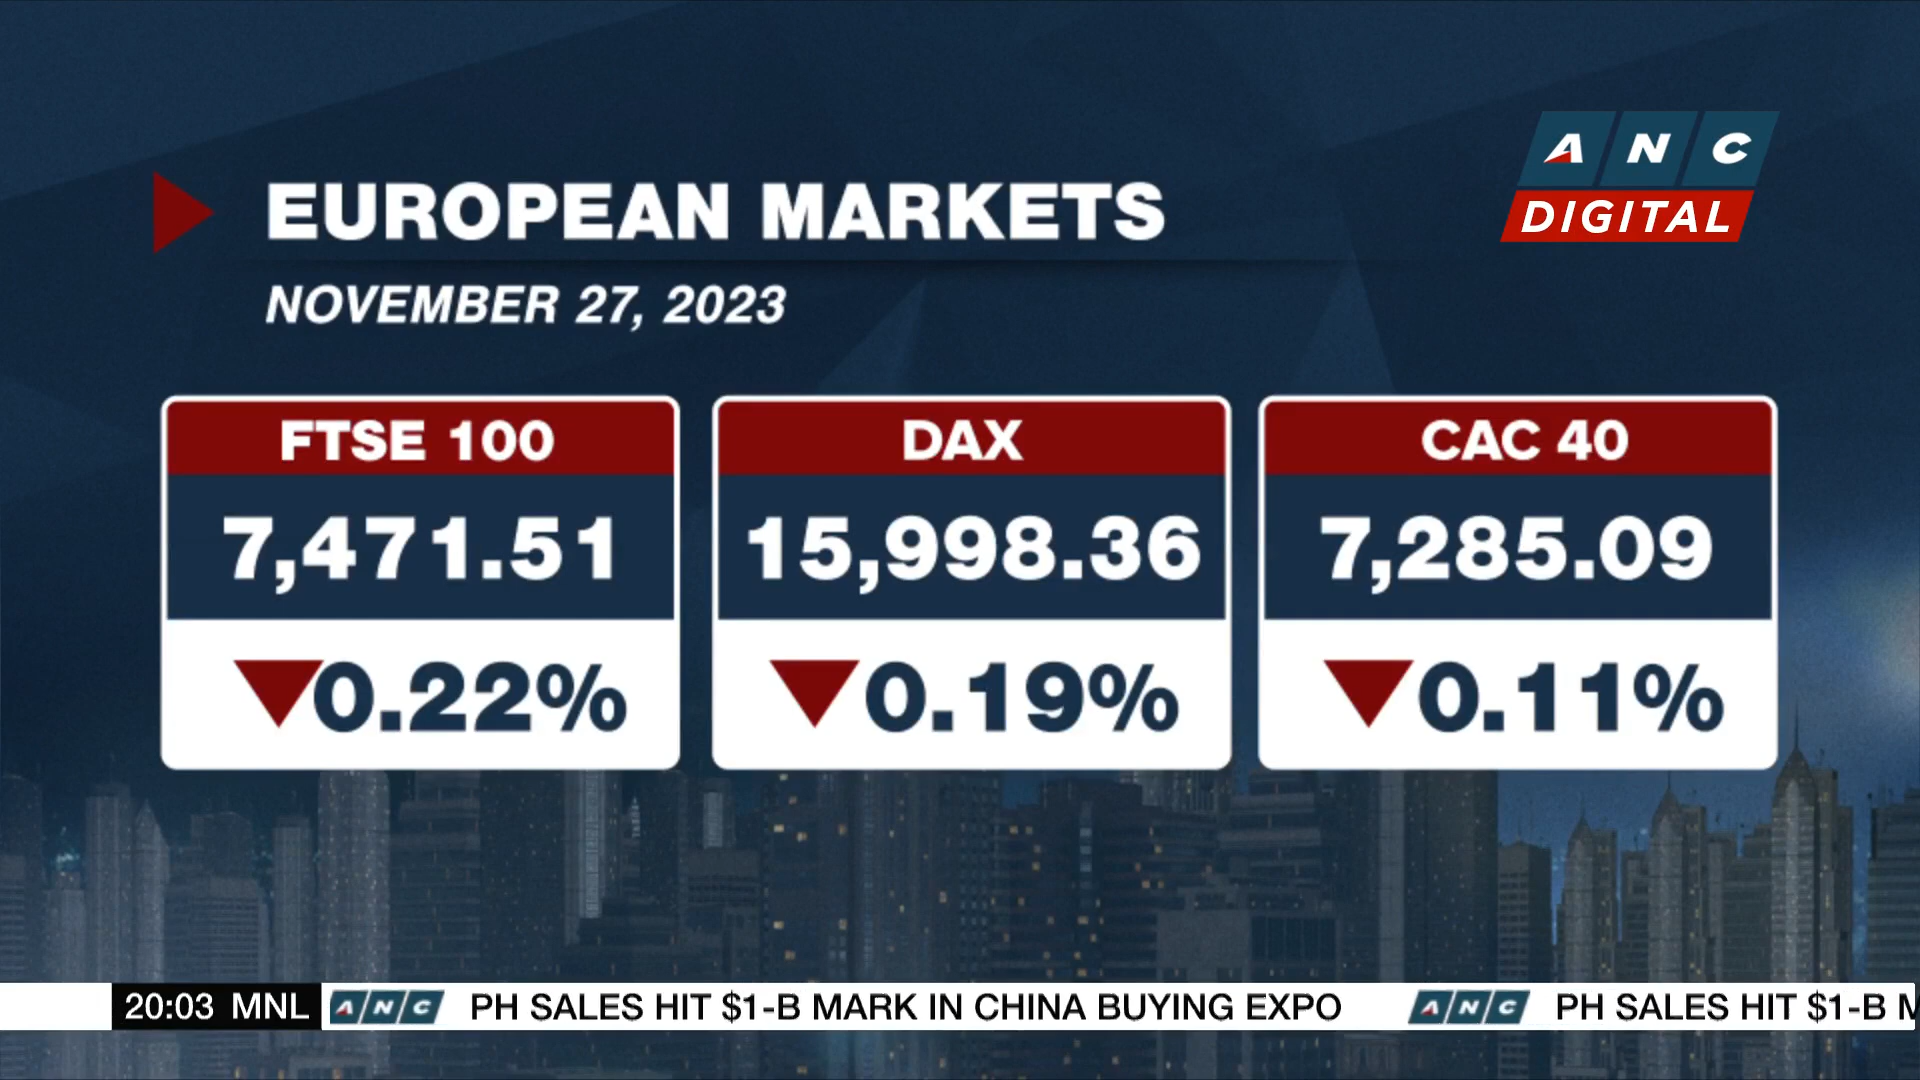 ANC
DIGITAL
EUROPEAN MARKETS
NOVEMBER 27, 2023
FTSE 100
7,471.51
▼0.22%
DAX
15,998.36
▼0.19%
CAC 40
7,285.09
▼0.11%
20:03 MNL ANC PH SALES HIT $1-B MARK IN CHINA BUYING EXPO ANC PH SALES HIT $1-B